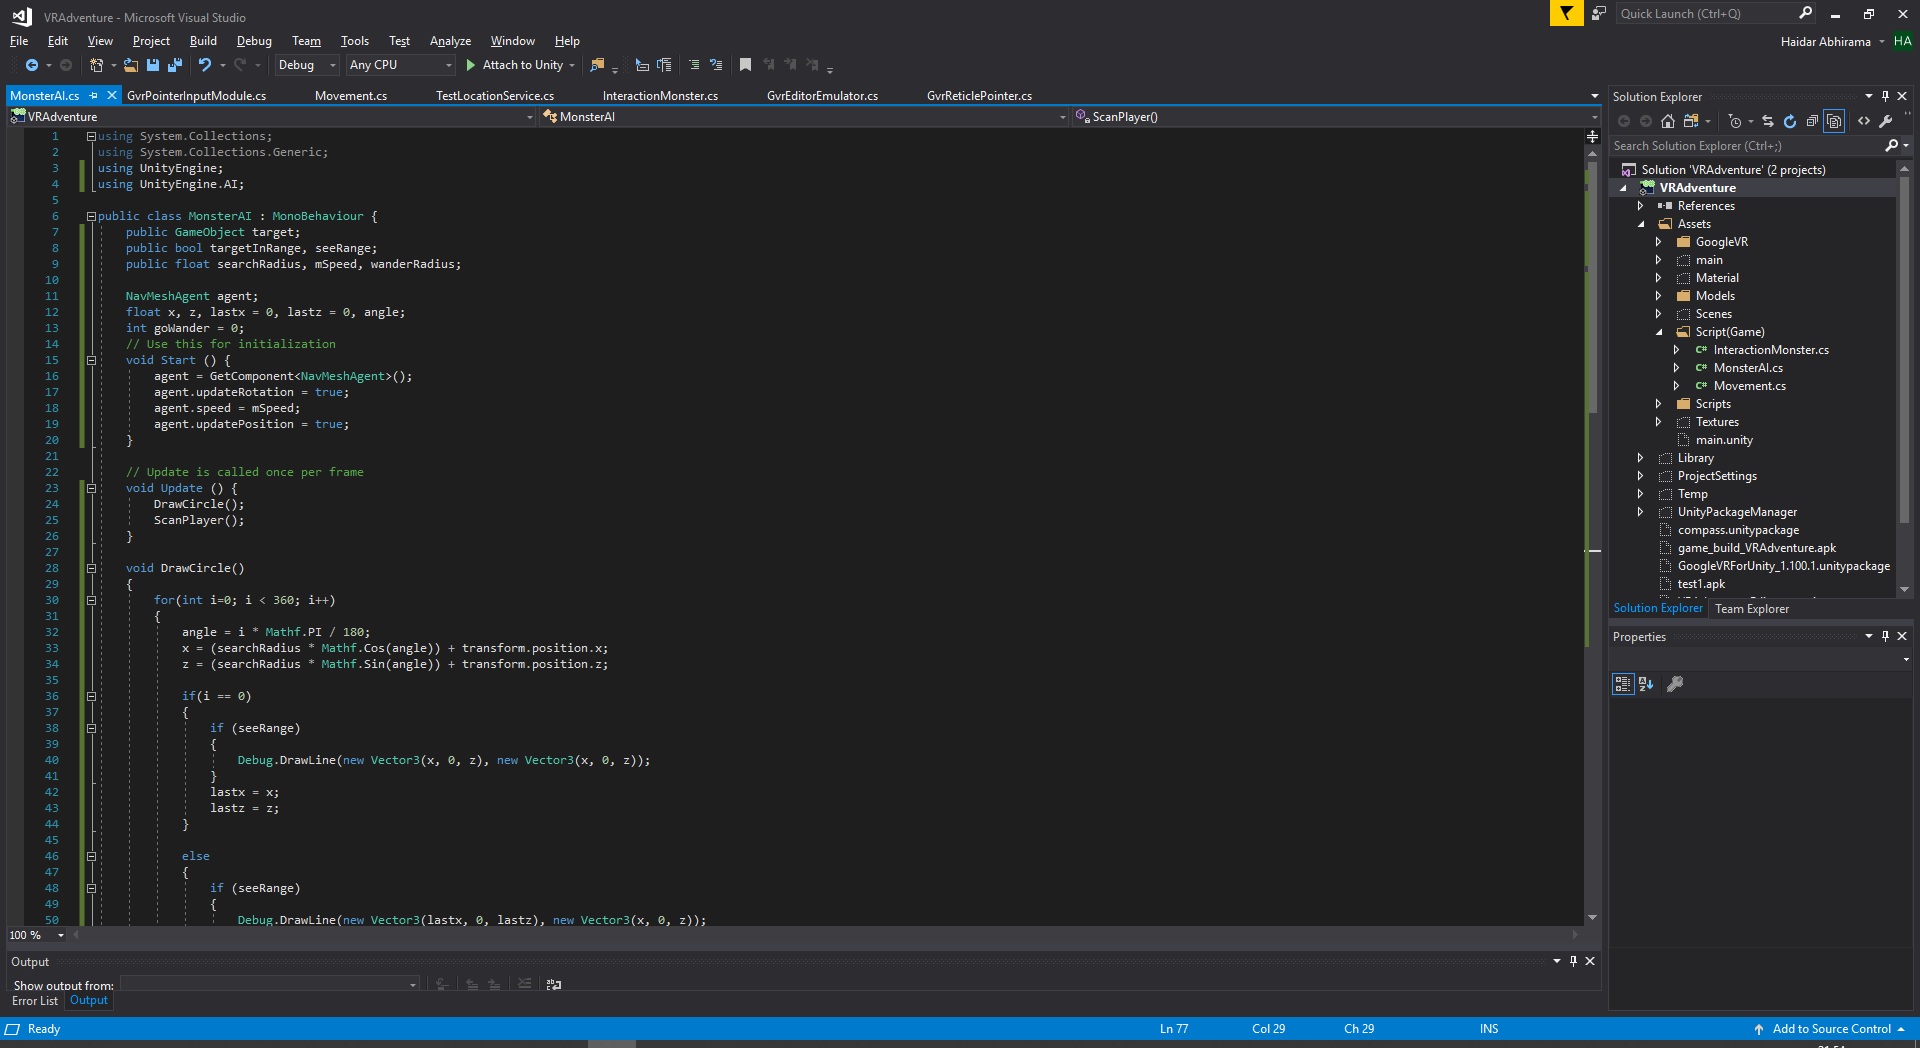 VRAdventure - Microsoft Visual Studio
Quick Launch (Ctrl+Q)
File Edit View Project Build Debug Team Tools Test Analyze Window Help
Haidar Abhirama HA
Debug Any CPU Attach to Unity
MonsterAI.cs GvrPointerInputModule.cs Movement.cs TestLocationService.cs InteractionMonster.cs GvrEditorEmulator.cs GvrReticlePointer.cs
VRAdventure MonsterAI ScanPlayer()
1 using System.Collections;
2 using System.Collections.Generic;
3 using UnityEngine;
4 using UnityEngine.AI;
5
6 public class MonsterAI : MonoBehaviour {
7 public GameObject target;
8 public bool targetInRange, seeRange;
9 public float searchRadius, mSpeed, wanderRadius;
10
11 NavMeshAgent agent;
12 float x, z, lastx = 0, lastz = 0, angle;
13 int goWander = 0;
14 // Use this for initialization
15 void Start () {
16 agent = GetComponent<NavMeshAgent>();
17 agent.updateRotation = true;
18 agent.speed = mSpeed;
19 agent.updatePosition = true;
20 }
21
22 // Update is called once per frame
23 void Update () {
24 DrawCircle();
25 ScanPlayer();
26 }
27
28 void DrawCircle()
29 {
30 for(int i=0; i < 360; i++)
31 {
32 angle = i * Mathf.PI / 180;
33 x = (searchRadius * Mathf.Cos(angle)) + transform.position.x;
34 z = (searchRadius * Mathf.Sin(angle)) + transform.position.z;
35
36 if(i == 0)
37 {
38 if (seeRange)
39 {
40 Debug.DrawLine(new Vector3(x, 0, z), new Vector3(x, 0, z));
41 }
42 lastx = x;
43 lastz = z;
44 }
45
46 else
47 {
48 if (seeRange)
49 {
50 Debug.DrawLine(new Vector3(lastx, 0, lastz), new Vector3(x, 0, z));
100 %
Output
Show output from:
Error List Output
Solution Explorer
Search Solution Explorer (Ctrl+;)
Solution 'VRAdventure' (2 projects)
VRAdventure
References
Assets
GoogleVR
main
Material
Models
Scenes
Script(Game)
InteractionMonster.cs
MonsterAI.cs
Movement.cs
Scripts
Textures
main.unity
Library
ProjectSettings
Temp
UnityPackageManager
compass.unitypackage
game_build_VRAdventure.apk
GoogleVRForUnity_1.100.1.unitypackage
test1.apk
Solution Explorer Team Explorer
Properties
Ready Ln 77 Col 29 Ch 29 INS Add to Source Control